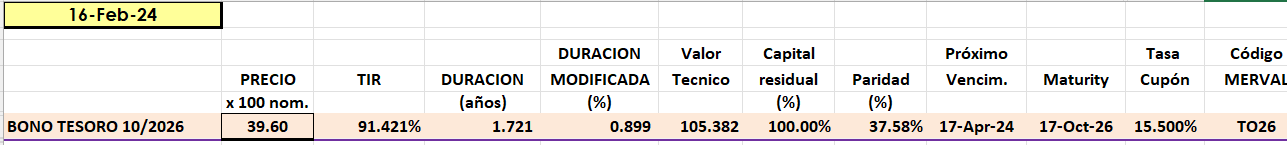 16-Feb-24
DURACION Valor Capital Próximo Tasa Código
PRECIO TIR DURACION MODIFICADA Tecnico residual Paridad Vencim. Maturity Cupón MERVAL
x 100 nom. (años) (%) (%) (%)
BONO TESORO 10/2026 39.60 91.421% 1.721 0.899 105.382 100.00% 37.58% 17-Apr-24 17-Oct-26 15.500% TO26